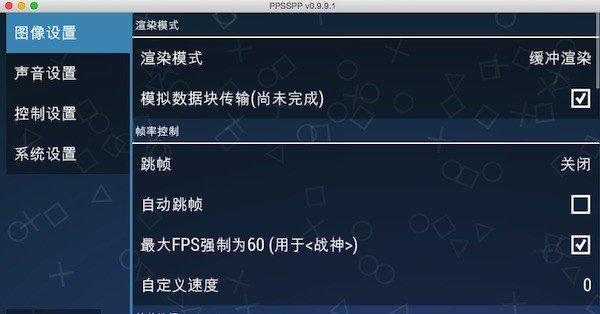 PPSSPP v0.9.9.1
图像设置
声音设置
控制设置
系统设置
渲染模式
渲染模式 缓冲渲染
模拟数据块传输(尚未完成)
帧率控制
跳帧 关闭
自动跳帧
最大FPS强制为60 (用于<战神>)
自定义速度 0